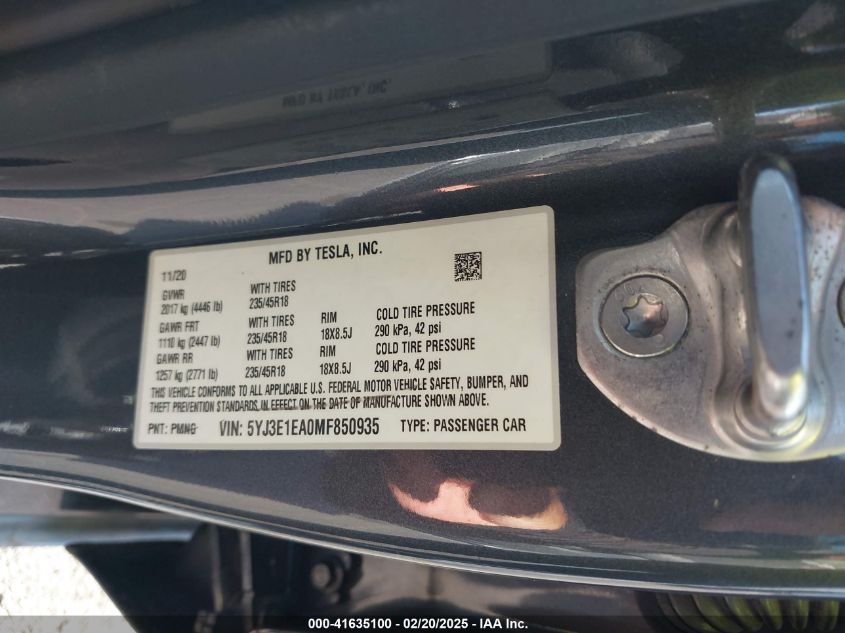 MFD BY TESLA, INC.
11/20
GVWR WITH TIRES
2017 kg (4446 lb) 235/45R18
GAWR FRT WITH TIRES RIM COLD TIRE PRESSURE
1110 kg (2447 lb) 235/45R18 18X8.5J 290 kPa, 42 psi
GAWR RR WITH TIRES RIM COLD TIRE PRESSURE
1257 kg (2771 lb) 235/45R18 18X8.5J 290 kPa, 42 psi
THIS VEHICLE CONFORMS TO ALL APPLICABLE U.S. FEDERAL MOTOR VEHICLE SAFETY, BUMPER, AND
THEFT PREVENTION STANDARDS IN EFFECT ON THE DATE OF MANUFACTURE SHOWN ABOVE.
PNT: PMNG VIN: 5YJ3E1EA0MF850935 TYPE: PASSENGER CAR
000-41635100 - 02/20/2025 - IAA Inc.